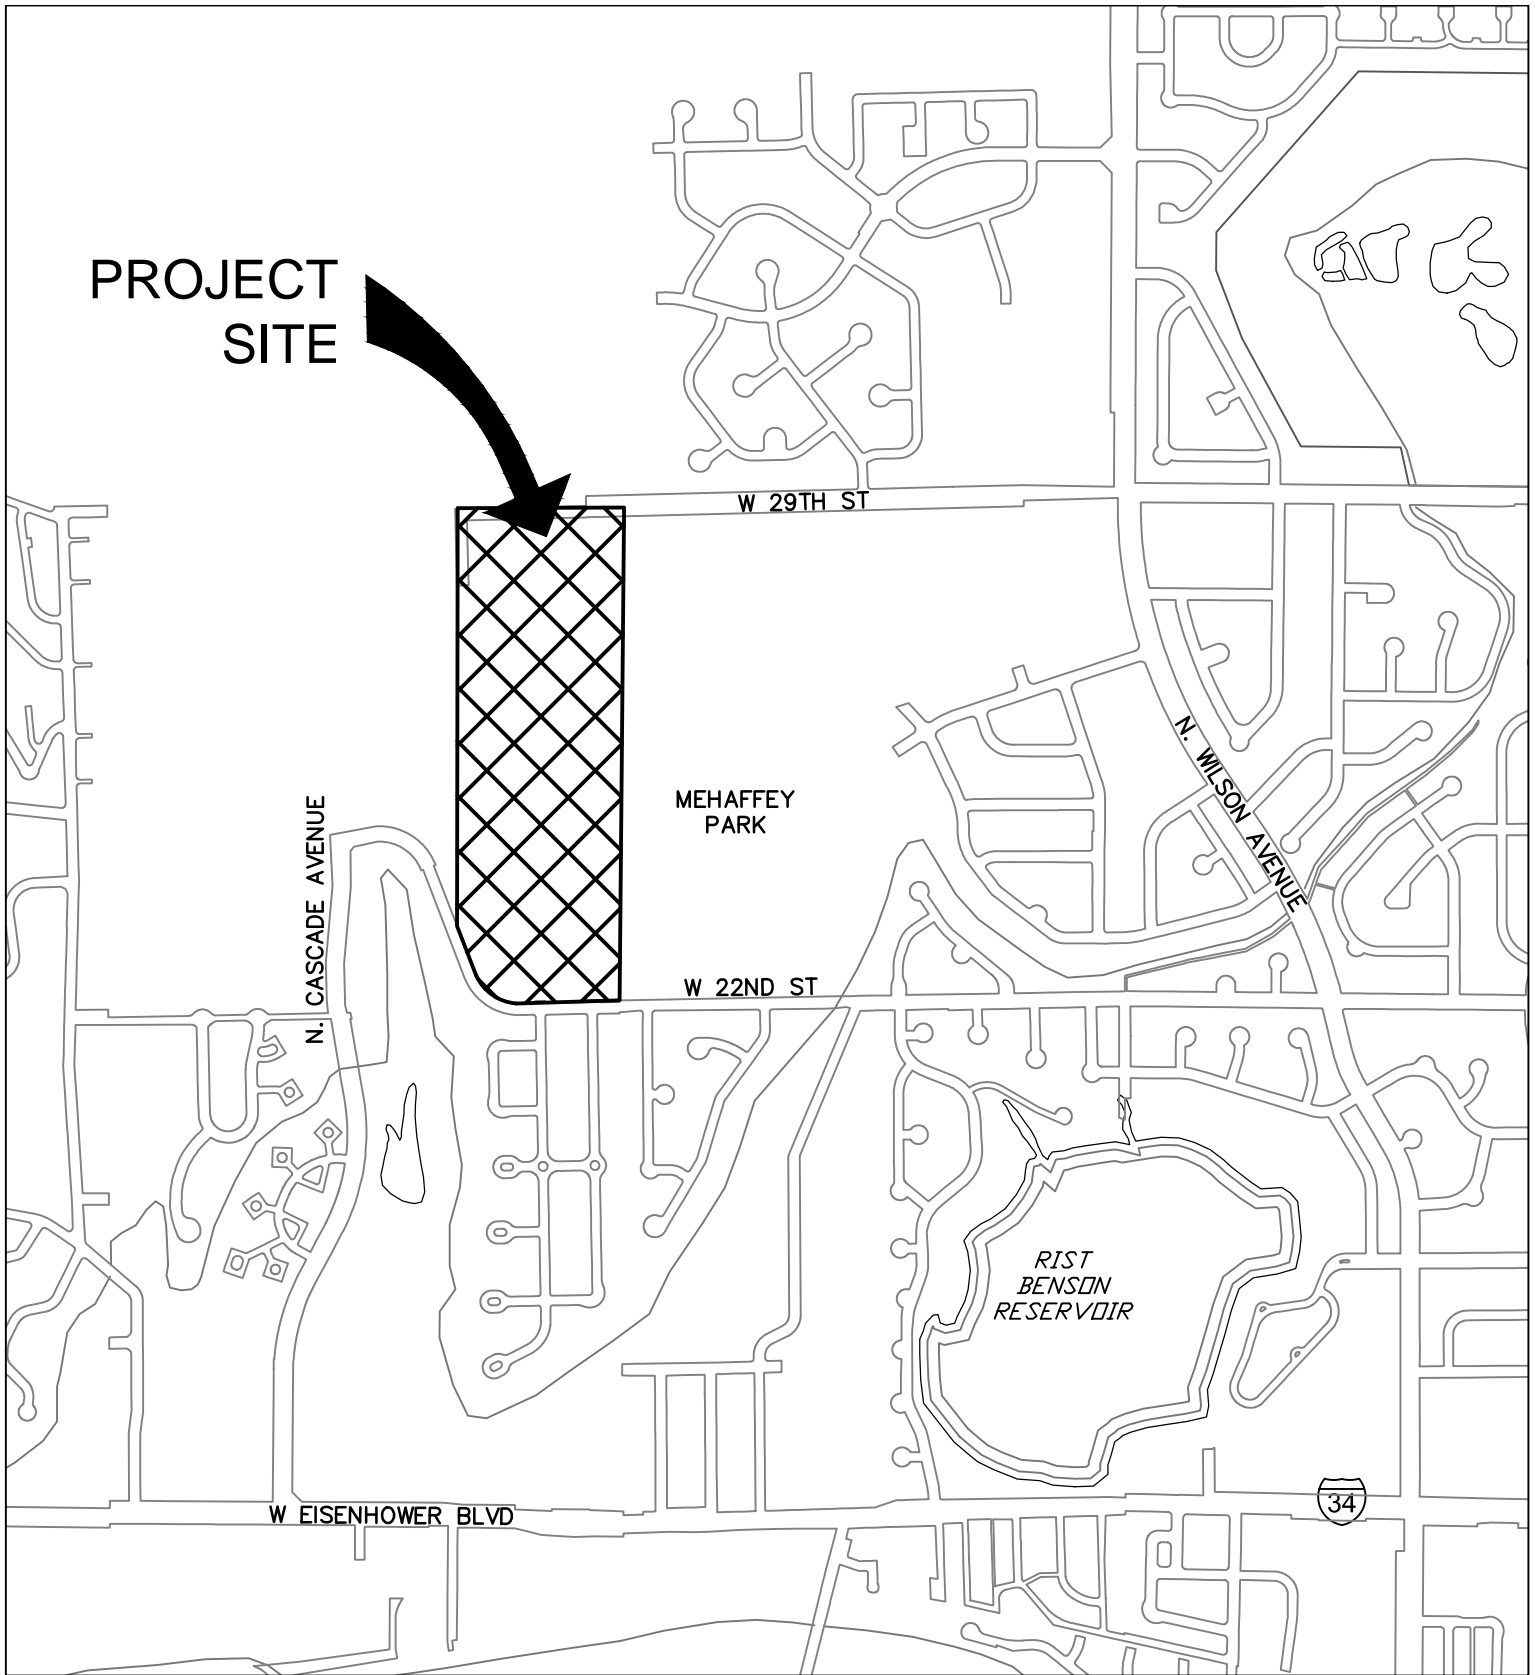 PROJECT
SITE
W 29TH ST
N. WILSON AVENUE
MEHAFFEY
PARK
N. CASCADE AVENUE
W 22ND ST
RIST
BENSON
RESERVOIR
34
W EISENHOWER BLVD